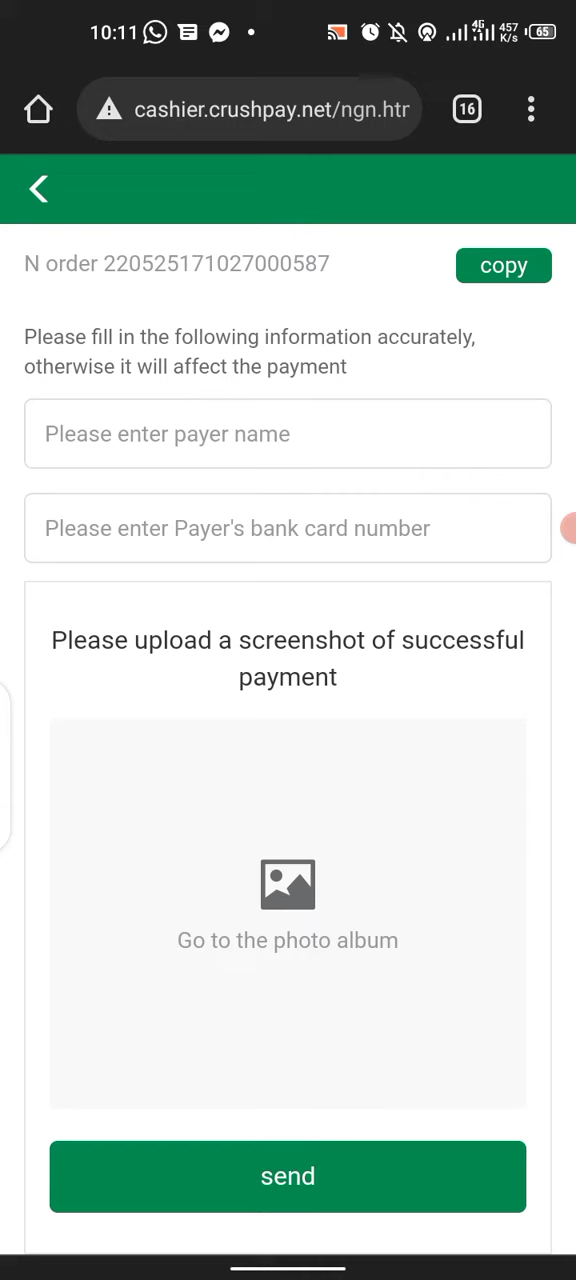 10:11 4G 457 K/s 65
cashier.crushpay.net/ngn.htr 16
N order 220525171027000587 copy
Please fill in the following information accurately,
otherwise it will affect the payment
Please enter payer name
Please enter Payer's bank card number
Please upload a screenshot of successful
payment
Go to the photo album
send